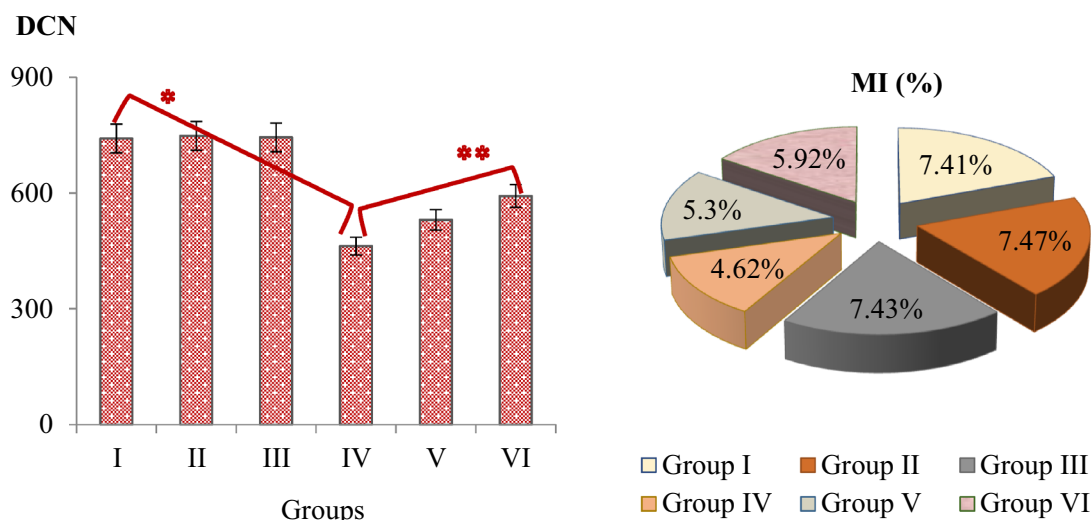 DCN
900
600
300
0
*
**
I II III IV V VI
Groups
MI (%)
7.41%
7.47%
7.43%
4.62%
5.3%
5.92%
Group I Group II Group III
Group IV Group V Group VI